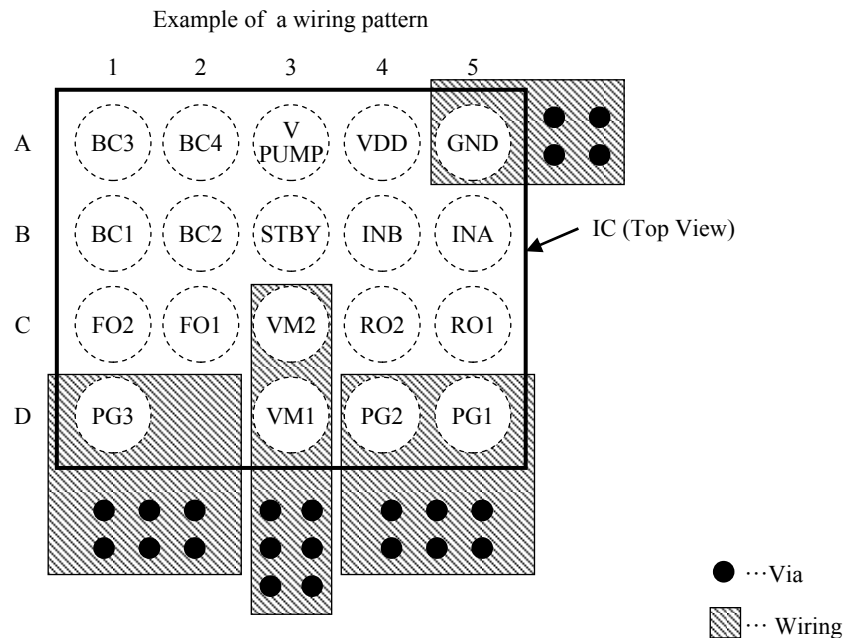 Example of a wiring pattern
1 2 3 4 5
A BC3 BC4 V PUMP VDD GND
B BC1 BC2 STBY INB INA
IC (Top View)
C FO2 FO1 VM2 RO2 RO1
D PG3 VM1 PG2 PG1
…Via
… Wiring